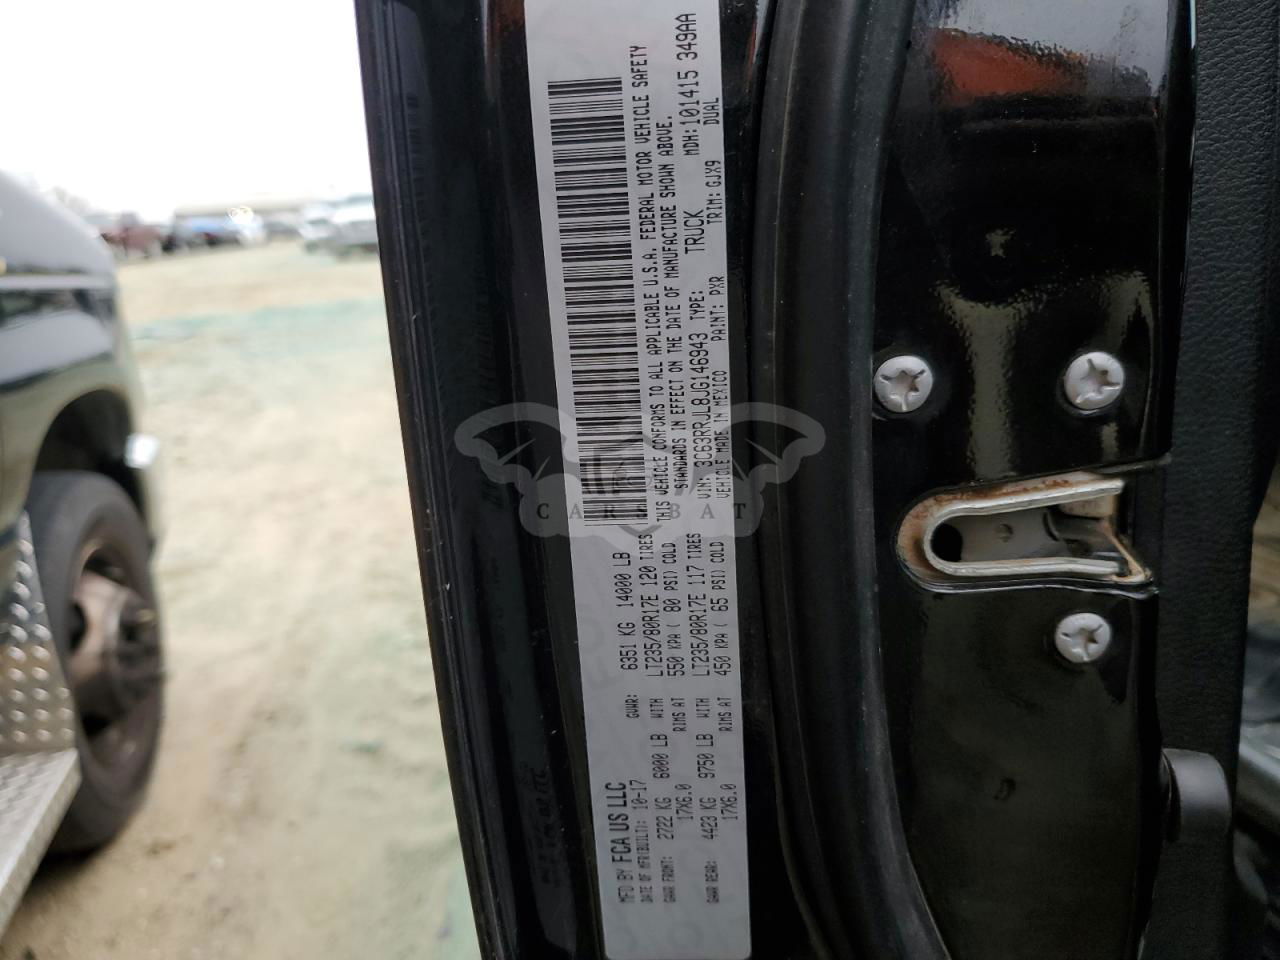 MFD BY FCA US LLC
DATE OF MFR(BUILT): 10-17 GVWR: 6351 KG 14000 LB
GAWR FRONT: 2722 KG 6000 LB WITH LT235/80R17E 120 TIRES
17X6.0 RIMS AT 550 KPA ( 80 PSI) COLD
GAWR REAR: 4423 KG 9750 LB WITH LT235/80R17E 117 TIRES
17X6.0 RIMS AT 450 KPA ( 65 PSI) COLD
THIS VEHICLE CONFORMS TO ALL APPLICABLE U.S.A. FEDERAL MOTOR VEHICLE SAFETY
STANDARDS IN EFFECT ON THE DATE OF MANUFACTURE SHOWN ABOVE.
VIN: 3C63RRJL8JG146943 TYPE: TRUCK MDH: 101415 349AA
VEHICLE MADE IN MEXICO PAINT: PXR TRIM: GJX9 DUAL